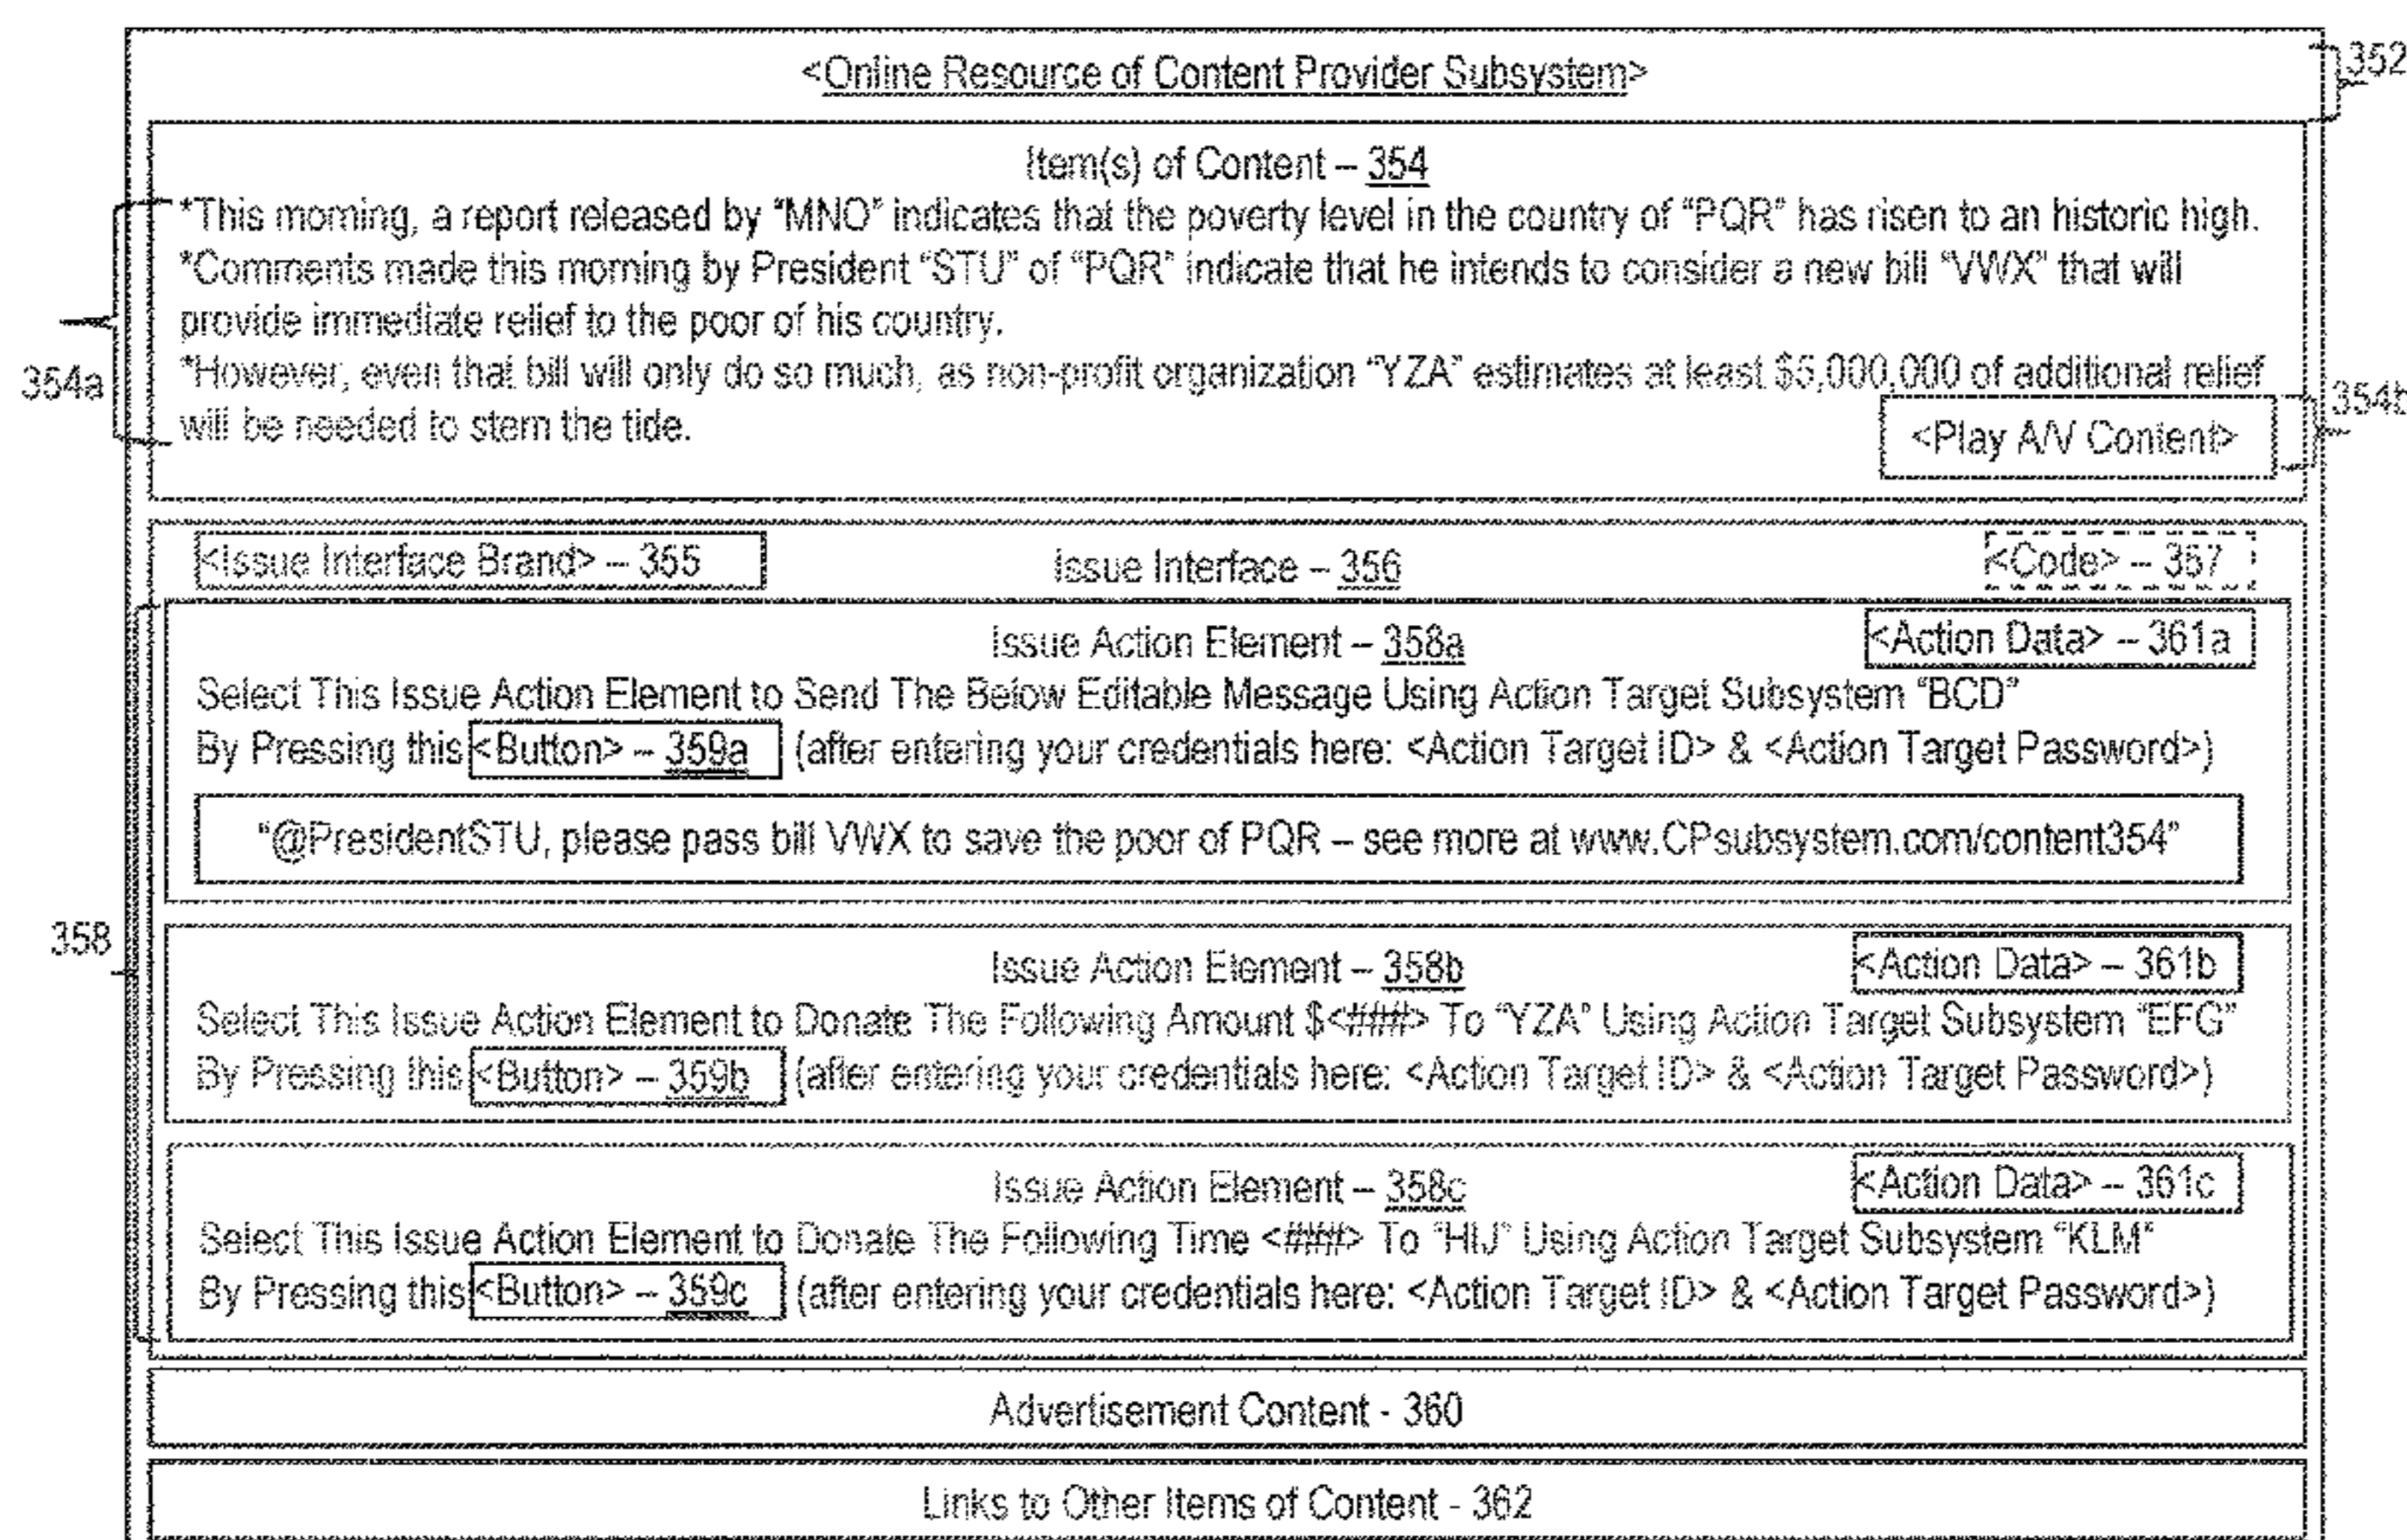 <Online Resource of Content Provider Subsystem>
352
Item(s) of Content – 354
*This morning, a report released by "MNO" indicates that the poverty level in the country of "PQR" has risen to an historic high.
*Comments made this morning by President "STU" of "PQR" indicate that he intends to consider a new bill "VWX" that will
provide immediate relief to the poor of his country.
*However, even that bill will only do so much, as non-profit organization "YZA" estimates at least $5,000,000 of additional relief
will be needed to stem the tide.
354a
354b
<Play A/V Content>
<Issue Interface Brand> – 355
Issue Interface – 356
<Code> – 357
Issue Action Element – 358a
<Action Data> – 361a
Select This Issue Action Element to Send The Below Editable Message Using Action Target Subsystem "BCD"
By Pressing this <Button> – 359a (after entering your credentials here: <Action Target ID> & <Action Target Password>)
"@PresidentSTU, please pass bill VWX to save the poor of PQR – see more at www.CPsubsystem.com/content354"
358
Issue Action Element – 358b
<Action Data> – 361b
Select This Issue Action Element to Donate The Following Amount $<###> To "YZA" Using Action Target Subsystem "EFG"
By Pressing this <Button> – 359b (after entering your credentials here: <Action Target ID> & <Action Target Password>)
Issue Action Element – 358c
<Action Data> – 361c
Select This Issue Action Element to Donate The Following Time <###> To "HIJ" Using Action Target Subsystem "KLM"
By Pressing this <Button> – 359c (after entering your credentials here: <Action Target ID> & <Action Target Password>)
Advertisement Content - 360
Links to Other Items of Content - 362